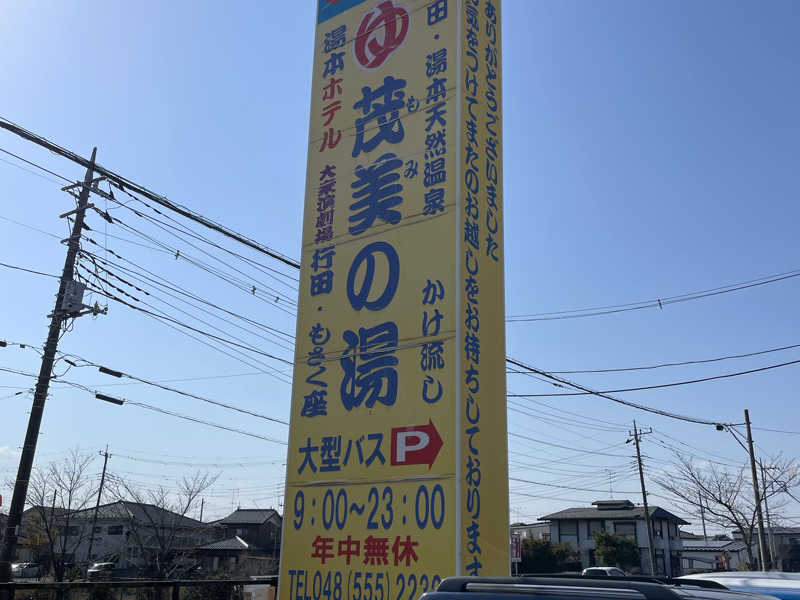 ゆ
田・湯本天然温泉
かけ流し
茂美の湯
もみ
湯本ホテル
大衆演劇場
行田・もさく座
大型バス P
9:00～23:00
年中無休
TEL048(555)2230
ありがとうございました
気をつけてまたのお越しをお待ちしております